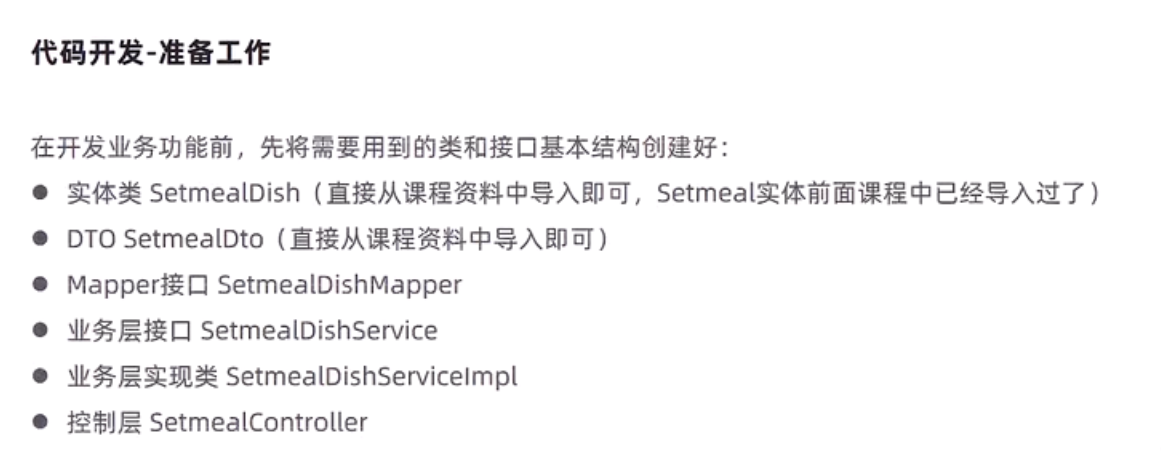 代码开发-准备工作
在开发业务功能前，先将需要用到的类和接口基本结构创建好：
● 实体类 SetmealDish（直接从课程资料中导入即可，Setmeal实体前面课程中已经导入过了）
● DTO SetmealDto（直接从课程资料中导入即可）
● Mapper接口 SetmealDishMapper
● 业务层接口 SetmealDishService
● 业务层实现类 SetmealDishServiceImpl
● 控制层 SetmealController